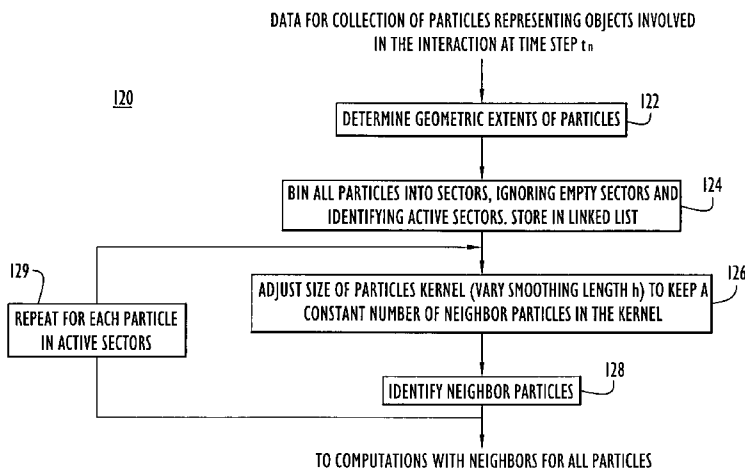 DATA FOR COLLECTION OF PARTICLES REPRESENTING OBJECTS INVOLVED
IN THE INTERACTION AT TIME STEP tn
120
122
DETERMINE GEOMETRIC EXTENTS OF PARTICLES
124
BIN ALL PARTICLES INTO SECTORS, IGNORING EMPTY SECTORS AND
IDENTIFYING ACTIVE SECTORS. STORE IN LINKED LIST
129
REPEAT FOR EACH PARTICLE
IN ACTIVE SECTORS
126
ADJUST SIZE OF PARTICLES KERNEL (VARY SMOOTHING LENGTH h) TO KEEP A
CONSTANT NUMBER OF NEIGHBOR PARTICLES IN THE KERNEL
128
IDENTIFY NEIGHBOR PARTICLES
TO COMPUTATIONS WITH NEIGHBORS FOR ALL PARTICLES